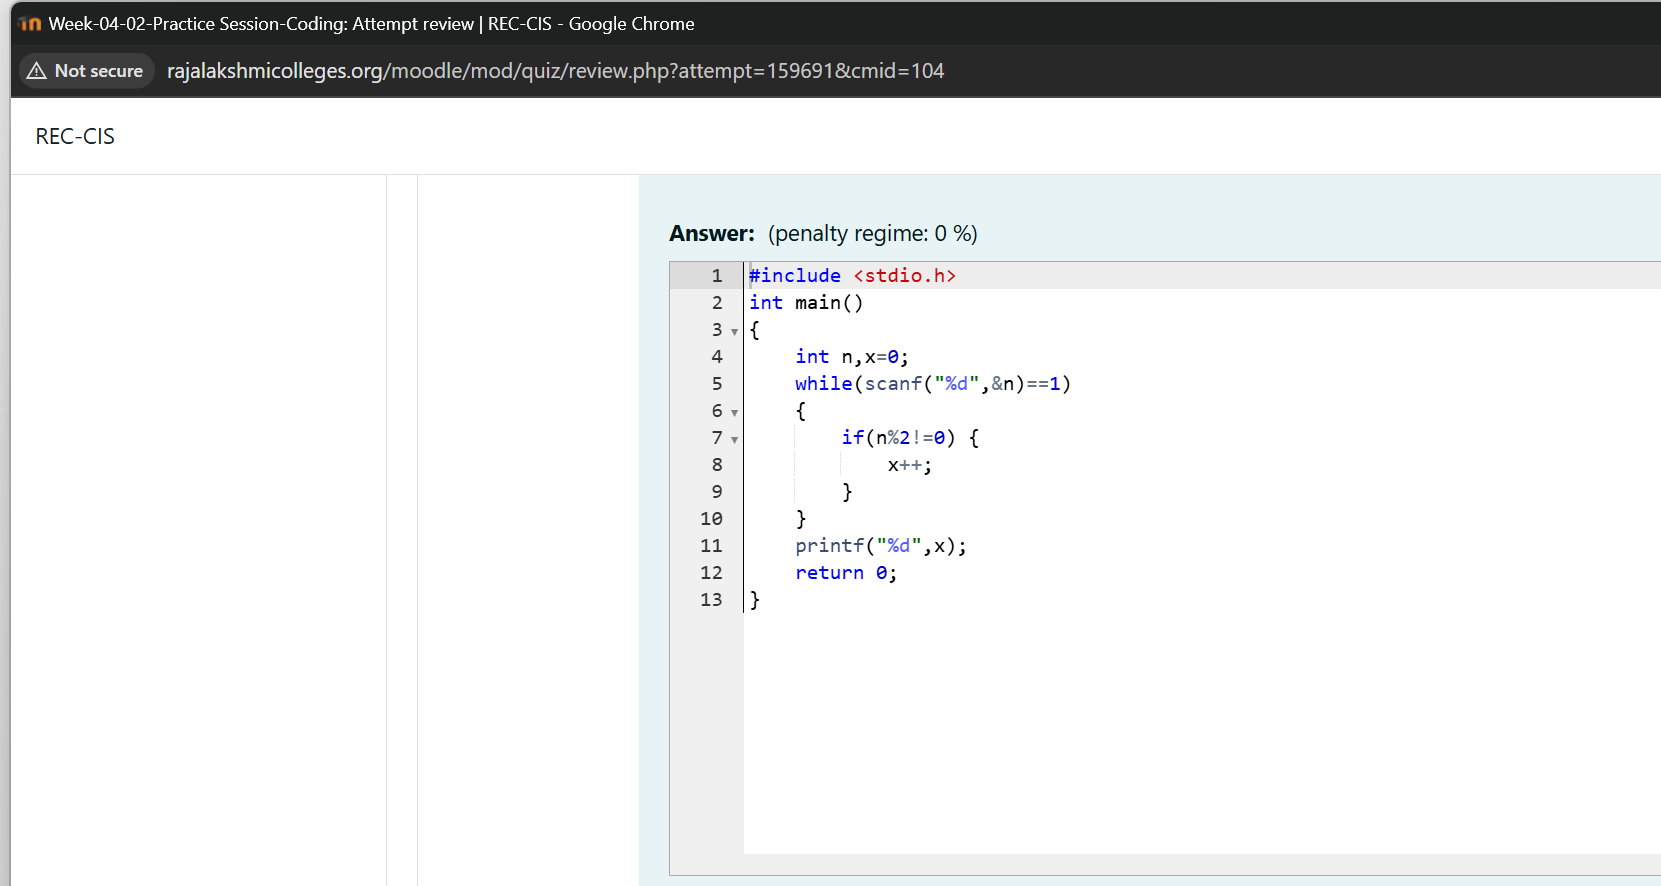 Week-04-02-Practice Session-Coding: Attempt review | REC-CIS - Google Chrome
Not secure rajalakshmicolleges.org/moodle/mod/quiz/review.php?attempt=159691&cmid=104
REC-CIS
Answer: (penalty regime: 0 %)
1 #include <stdio.h>
2 int main()
3 {
4     int n,x=0;
5     while(scanf("%d",&n)==1)
6     {
7         if(n%2!=0) {
8             x++;
9         }
10     }
11     printf("%d",x);
12     return 0;
13 }